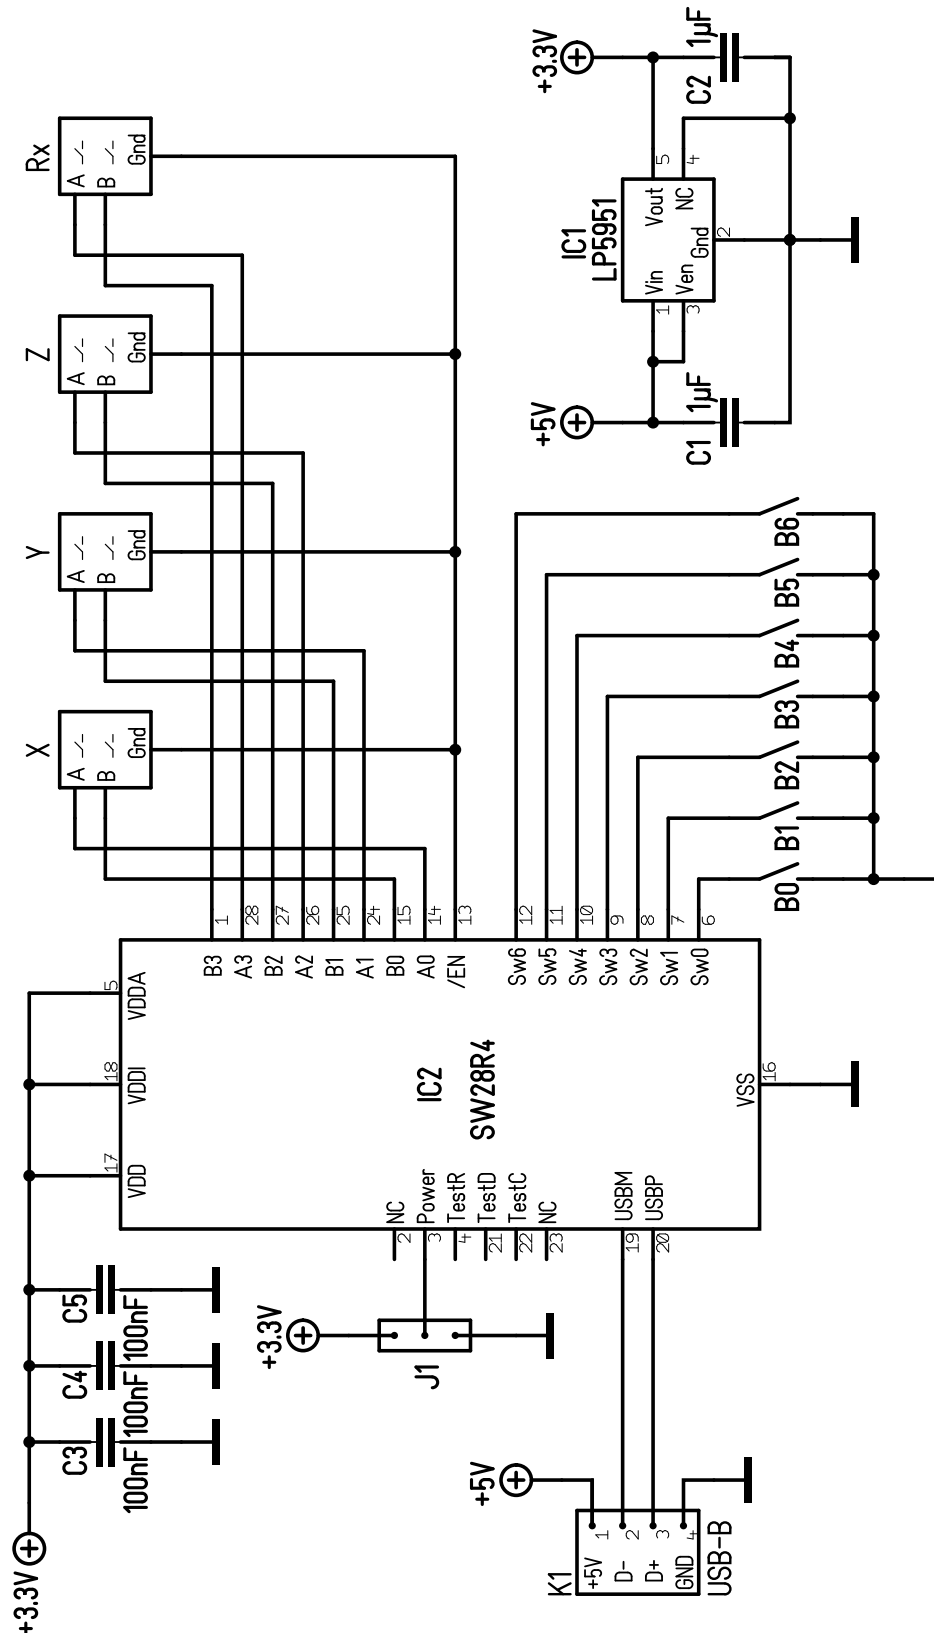 +3.3V
C3
100nF
C4
100nF
C5
100nF
17
VDD
18
VDDI
5
VDDA
X
A
B
Gnd
Y
A
B
Gnd
Z
A
B
Gnd
Rx
A
B
Gnd
+3.3V
J1
NC
2
Power
3
TestR
4
TestD
21
TestC
22
NC
23
USBM
19
USBP
20
IC2
SW28R4
B3
1
A3
28
B2
27
A2
26
B1
25
A1
24
B0
15
A0
14
/EN
13
Sw6
12
Sw5
11
Sw4
10
Sw3
9
Sw2
8
Sw1
7
Sw0
6
VSS
16
K1
+5V
+5V
1
D-
2
D+
3
GND
4
USB-B
B0
B1
B2
B3
B4
B5
B6
+5V
C1
1µF
IC1
LP5951
Vin
1
Ven
3
Vout
5
NC
4
Gnd
2
+3.3V
C2
1µF